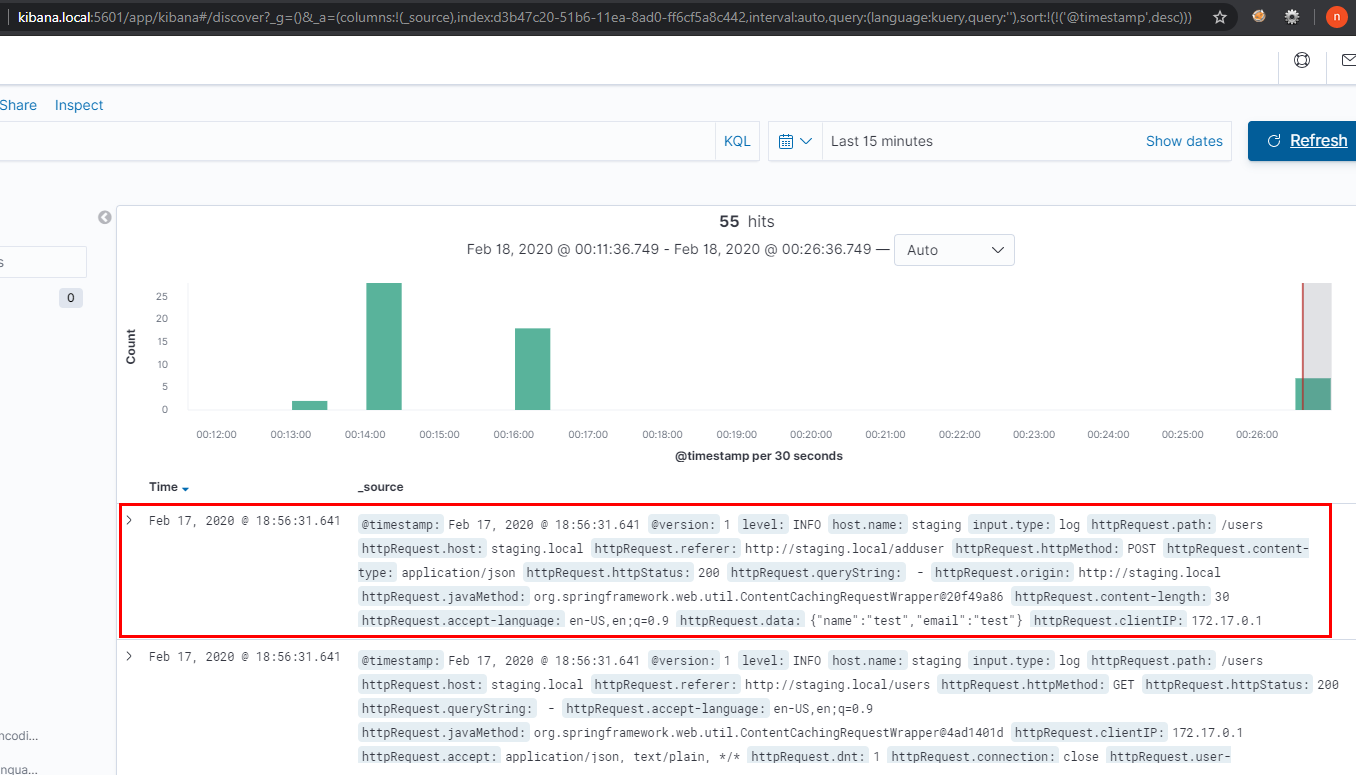 kibana.local:5601/app/kibana#/discover?_g=()&_a=(columns:!(_source),index:d3b47c20-51b6-11ea-8ad0-ff6cf5a8c442,interval:auto,query:(language:kuery,query:''),sort:!(!('@timestamp',desc)))
n
Share Inspect
KQL Last 15 minutes Show dates Refresh
55 hits
Feb 18, 2020 @ 00:11:36.749 - Feb 18, 2020 @ 00:26:36.749 — Auto
s
0
25
20
15
10
5
0
Count
00:12:00 00:13:00 00:14:00 00:15:00 00:16:00 00:17:00 00:18:00 00:19:00 00:20:00 00:21:00 00:22:00 00:23:00 00:24:00 00:25:00 00:26:00
@timestamp per 30 seconds
Time _source
Feb 17, 2020 @ 18:56:31.641 @timestamp: Feb 17, 2020 @ 18:56:31.641 @version: 1 level: INFO host.name: staging input.type: log httpRequest.path: /users
httpRequest.host: staging.local httpRequest.referer: http://staging.local/adduser httpRequest.httpMethod: POST httpRequest.content-
type: application/json httpRequest.httpStatus: 200 httpRequest.queryString: - httpRequest.origin: http://staging.local
httpRequest.javaMethod: org.springframework.web.util.ContentCachingRequestWrapper@20f49a86 httpRequest.content-length: 30
httpRequest.accept-language: en-US,en;q=0.9 httpRequest.data: {"name":"test","email":"test"} httpRequest.clientIP: 172.17.0.1
Feb 17, 2020 @ 18:56:31.641 @timestamp: Feb 17, 2020 @ 18:56:31.641 @version: 1 level: INFO host.name: staging input.type: log httpRequest.path: /users
httpRequest.host: staging.local httpRequest.referer: http://staging.local/users httpRequest.httpMethod: GET httpRequest.httpStatus: 200
httpRequest.queryString: - httpRequest.accept-language: en-US,en;q=0.9
httpRequest.javaMethod: org.springframework.web.util.ContentCachingRequestWrapper@4ad1401d httpRequest.clientIP: 172.17.0.1
ncodi...
httpRequest.accept: application/json, text/plain, */* httpRequest.dnt: 1 httpRequest.connection: close httpRequest.user-
ngua...